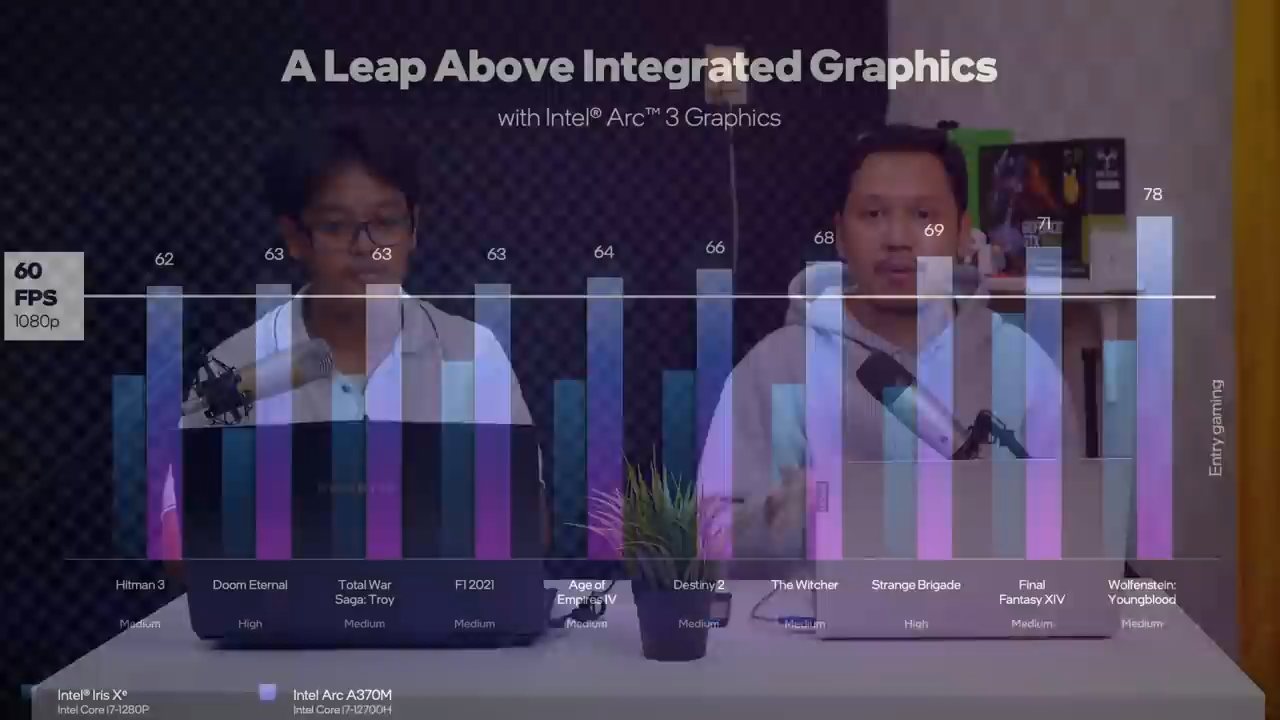 A Leap Above Integrated Graphics
with Intel® Arc™ 3 Graphics
78
71
69
68
66
64
63
63
63
62
60
FPS
1080p
Entry gaming
Hitman 3
Medium
Doom Eternal
High
Total War
Saga: Troy
Medium
F1 2021
Medium
Age of
Empires IV
Medium
Destiny 2
Medium
The Witcher
Medium
Strange Brigade
High
Final
Fantasy XIV
Medium
Wolfenstein:
Youngblood
Medium
Intel® Iris Xe
Intel Core i7-1280P
Intel Arc A370M
Intel Core i7-12700H